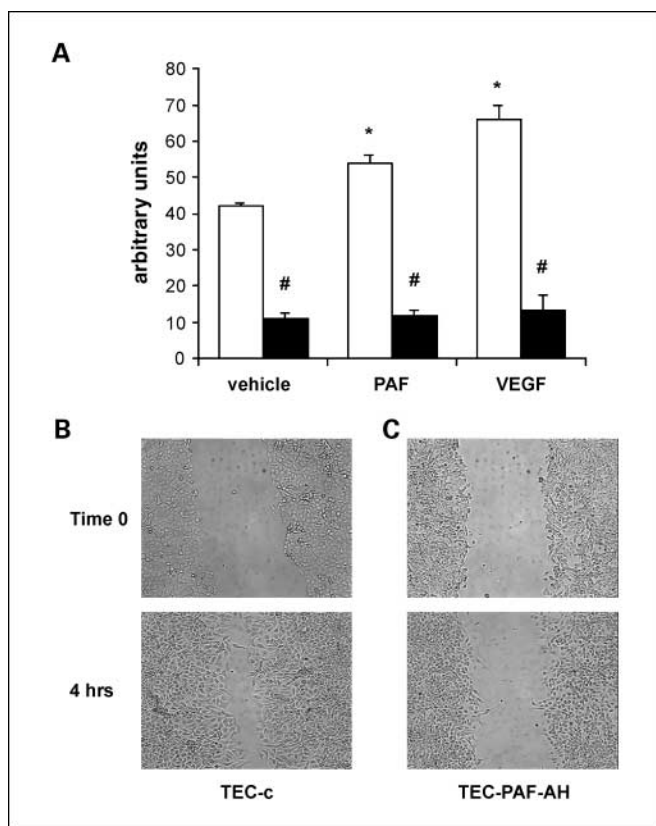 A
80
70
60
50
40
30
20
10
0
arbitrary units
* *
# # #
vehicle PAF VEGF
B C
Time 0
4 hrs
TEC-c TEC-PAF-AH